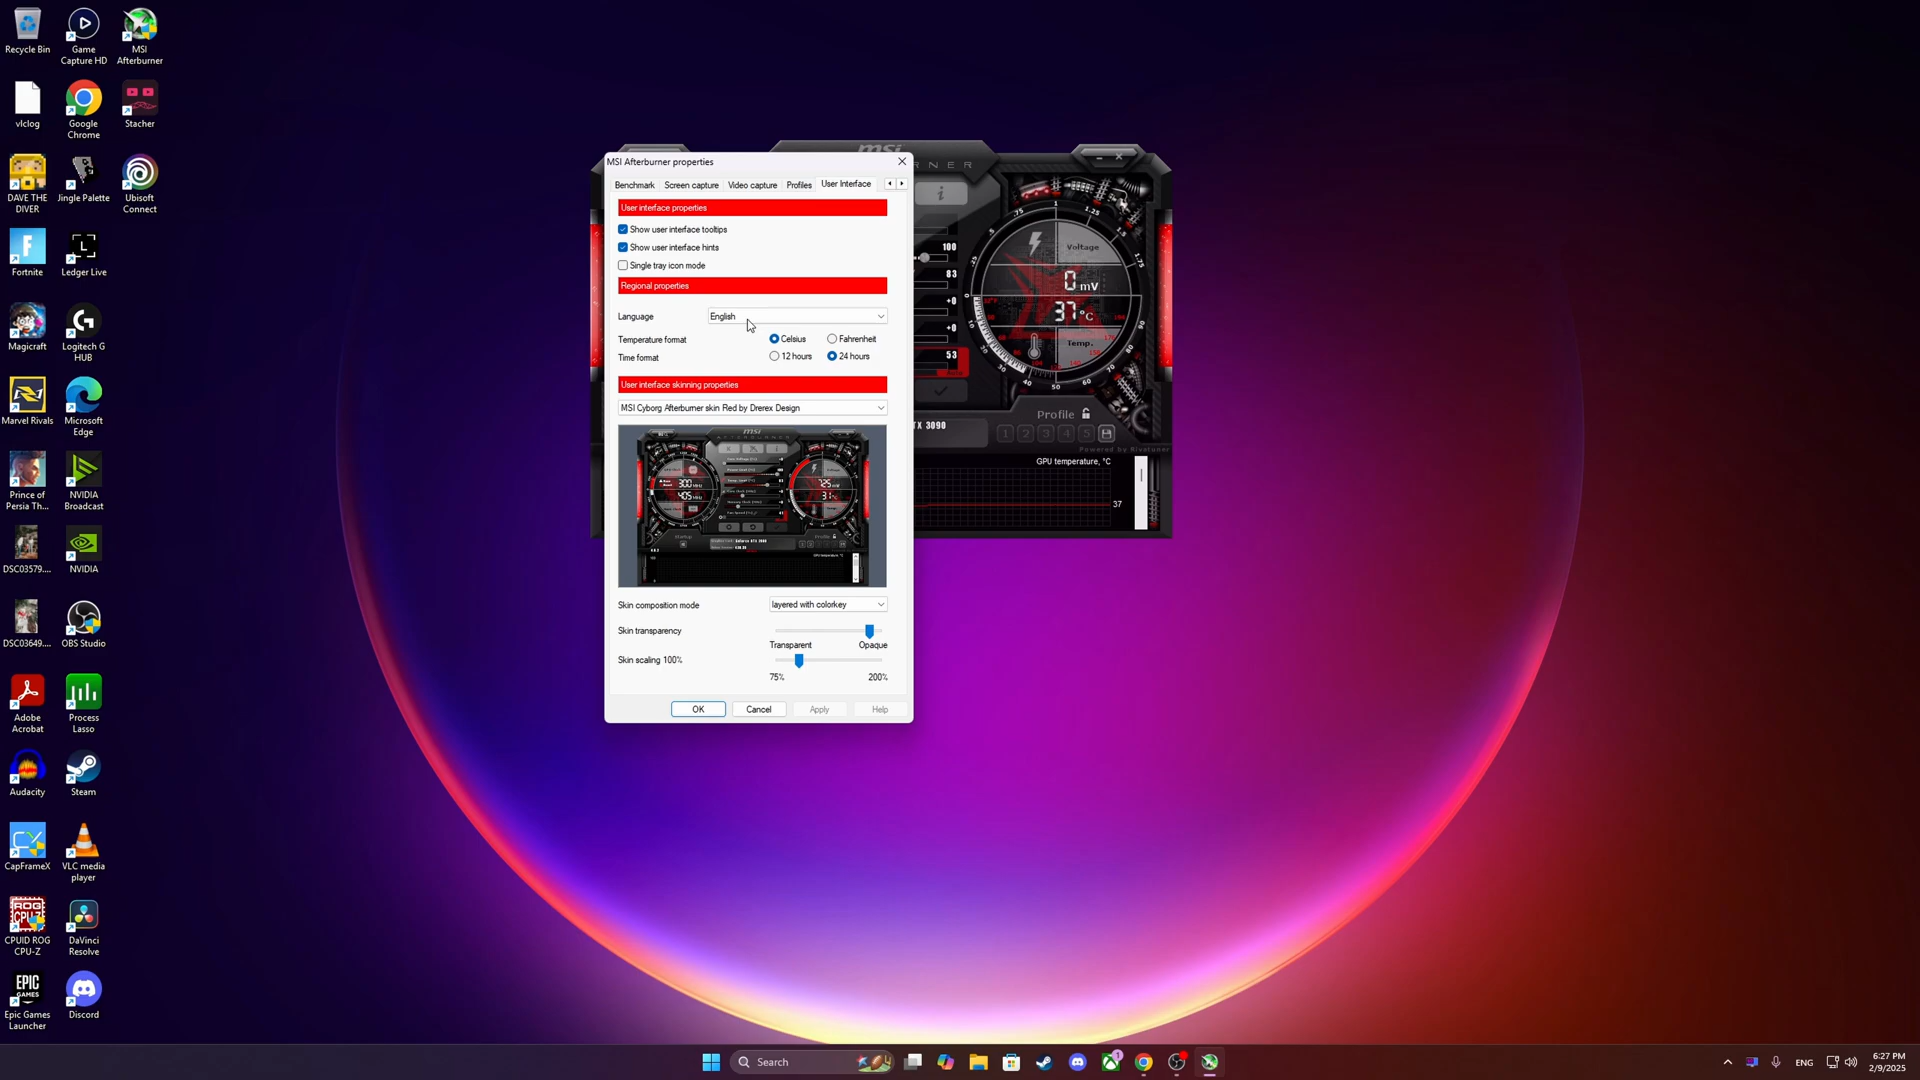 Recycle Bin
Game Capture HD
MSI Afterburner
vlclog
Google Chrome
Stacher
DAVE THE DIVER
Jingle Palette
Ubisoft Connect
Fortnite
Ledger Live
Magicraft
Logitech G HUB
Marvel Rivals
Microsoft Edge
Prince of Persia Th...
NVIDIA Broadcast
DSC03579....
NVIDIA
DSC03649....
OBS Studio
Adobe Acrobat
Process Lasso
Audacity
Steam
CapFrameX
VLC media player
CPUID ROG CPU-Z
DaVinci Resolve
Epic Games Launcher
Discord
MSI Afterburner properties
Benchmark Screen capture Video capture Profiles User Interface
User interface properties
Show user interface tooltips
Show user interface hints
Single tray icon mode
Regional properties
Language English
Temperature format Celsius Fahrenheit
Time format 12 hours 24 hours
User interface skinning properties
MSI Cyborg Afterburner skin Red by Drerex Design
Skin composition mode layered with colorkey
Skin transparency
Transparent Opaque
Skin scaling 100%
75% 200%
OK Cancel Apply Help
100
83
+0
+0
53
Voltage
0 mV
37 °C
Temp.
Profile
1 2 3 4 5
TX 3090
Powered by Rivatuner
GPU temperature, °C
37
Search
ENG
6:27 PM
2/9/2025